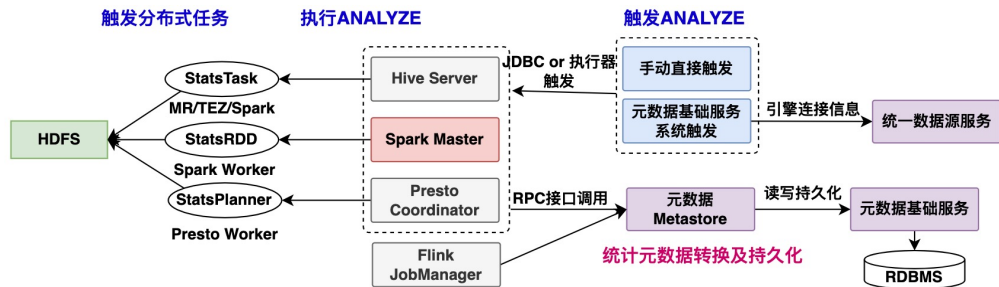 触发分布式任务
执行ANALYZE
触发ANALYZE
StatsTask
MR/TEZ/Spark
HDFS
StatsRDD
Spark Worker
StatsPlanner
Presto Worker
Hive Server
Spark Master
Presto
Coordinator
Flink
JobManager
JDBC or 执行器
触发
手动直接触发
元数据基础服务
系统触发
引擎连接信息
统一数据源服务
RPC接口调用
元数据
Metastore
读写持久化
元数据基础服务
统计元数据转换及持久化
RDBMS